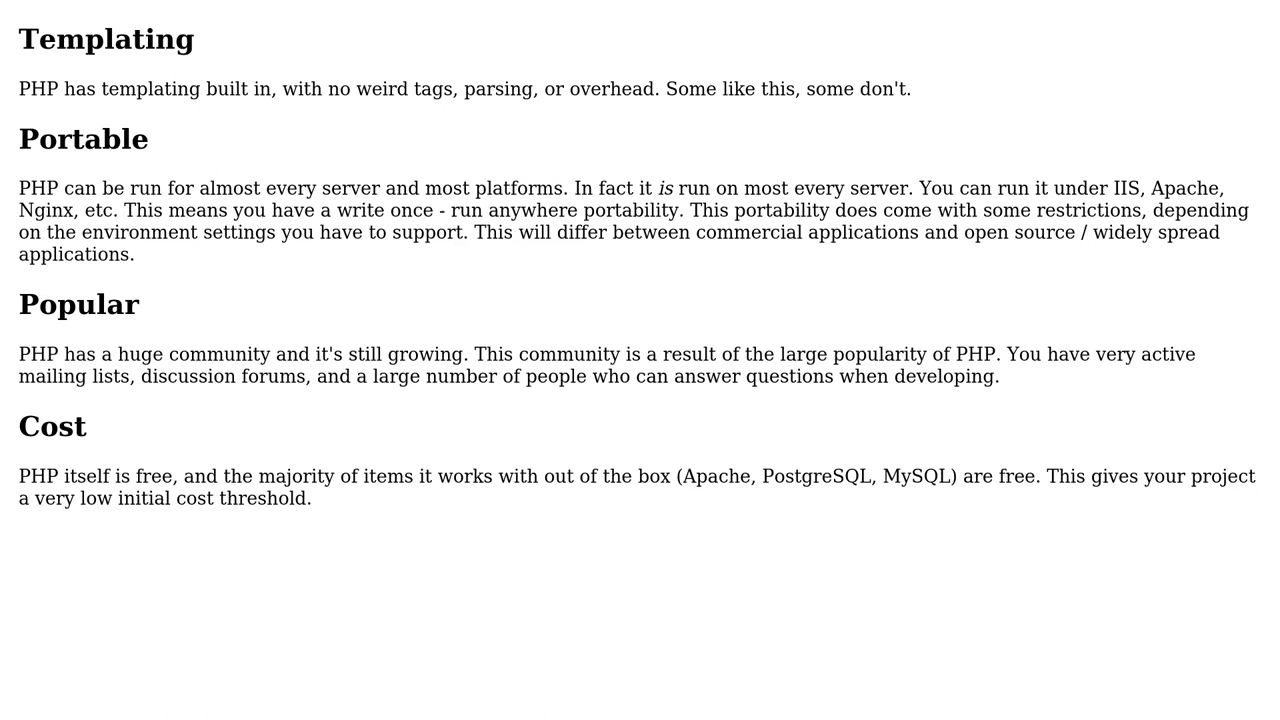 Templating
PHP has templating built in, with no weird tags, parsing, or overhead. Some like this, some don't.
Portable
PHP can be run for almost every server and most platforms. In fact it is run on most every server. You can run it under IIS, Apache,
Nginx, etc. This means you have a write once - run anywhere portability. This portability does come with some restrictions, depending
on the environment settings you have to support. This will differ between commercial applications and open source / widely spread
applications.
Popular
PHP has a huge community and it's still growing. This community is a result of the large popularity of PHP. You have very active
mailing lists, discussion forums, and a large number of people who can answer questions when developing.
Cost
PHP itself is free, and the majority of items it works with out of the box (Apache, PostgreSQL, MySQL) are free. This gives your project
a very low initial cost threshold.